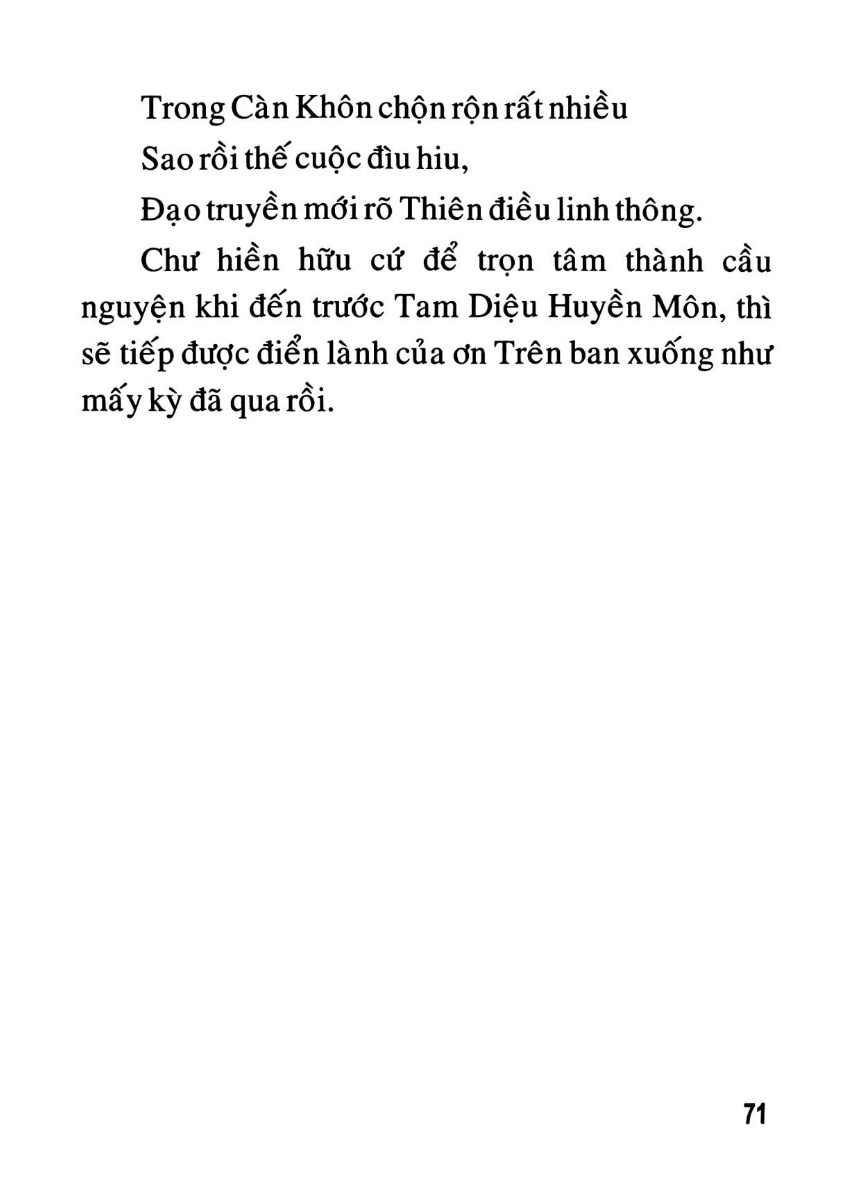 Trong Càn Khôn chộn rộn rất nhiều
Sao rồi thế cuộc đìu hiu,
Đạo truyền mới rõ Thiên điều linh thông.
Chư hiền hữu cứ để trọn tâm thành cầu
nguyện khi đến trước Tam Diệu Huyền Môn, thì
sẽ tiếp được điển lành của ơn Trên ban xuống như
mấy kỳ đã qua rồi.
71